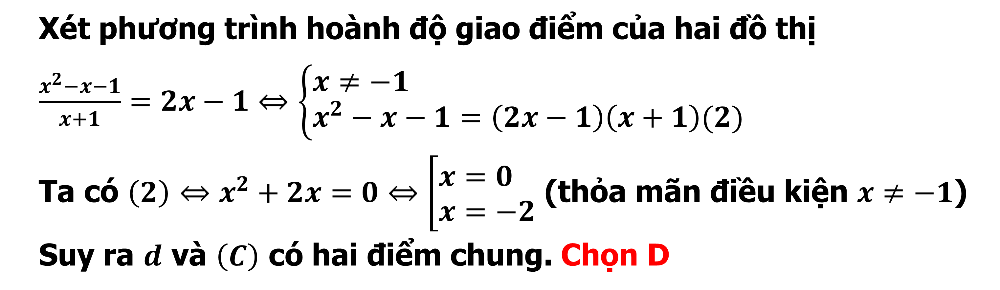 Xét phương trình hoành độ giao điểm của hai đồ thị
$\frac{x^2-x-1}{x+1} = 2x - 1 \Leftrightarrow \begin{cases} x \neq -1 \\ x^2 - x - 1 = (2x - 1)(x + 1)(2) \end{cases}$
Ta có $(2) \Leftrightarrow x^2 + 2x = 0 \Leftrightarrow \left[\begin{array}{l} x = 0 \\ x = -2 \end{array}\right.$ (thỏa mãn điều kiện $x \neq -1$)
Suy ra $d$ và $(C)$ có hai điểm chung. Chọn D